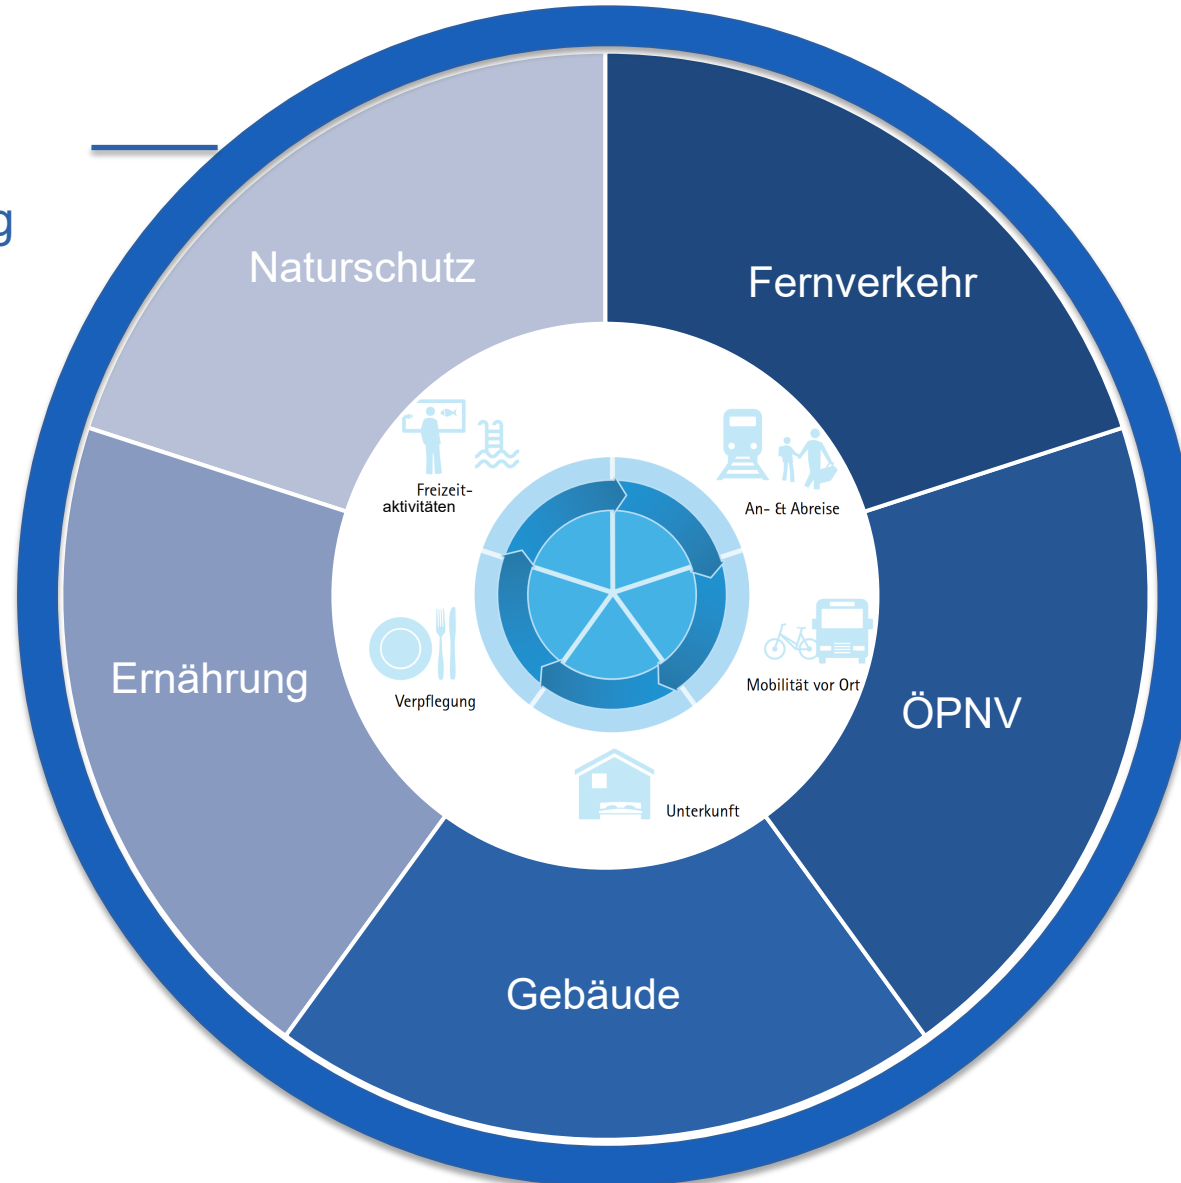 Naturschutz
Fernverkehr
Freizeit-
aktivitäten
An- & Abreise
Ernährung
Verpflegung
Mobilität vor Ort
ÖPNV
Unterkunft
Gebäude